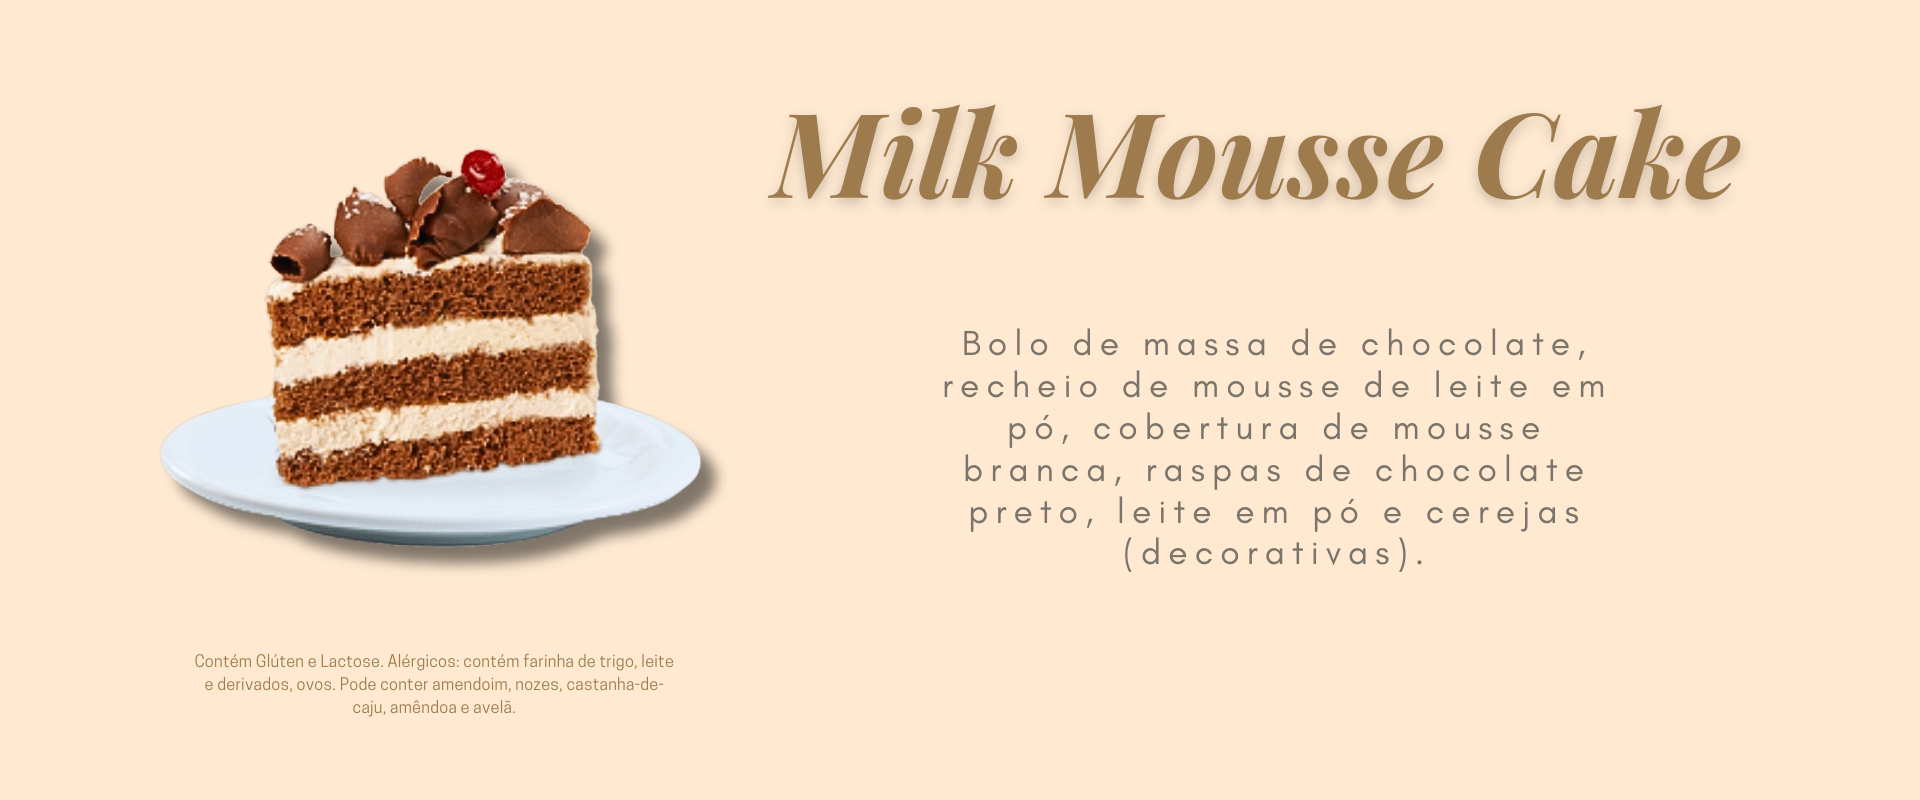 Milk Mousse Cake
Bolo de massa de chocolate,
recheio de mousse de leite em
pó, cobertura de mousse
branca, raspas de chocolate
preto, leite em pó e cerejas
(decorativas).
Contém Glúten e Lactose. Alérgicos: contém farinha de trigo, leite
e derivados, ovos. Pode conter amendoim, nozes, castanha-de-
caju, amêndoa e avelã.